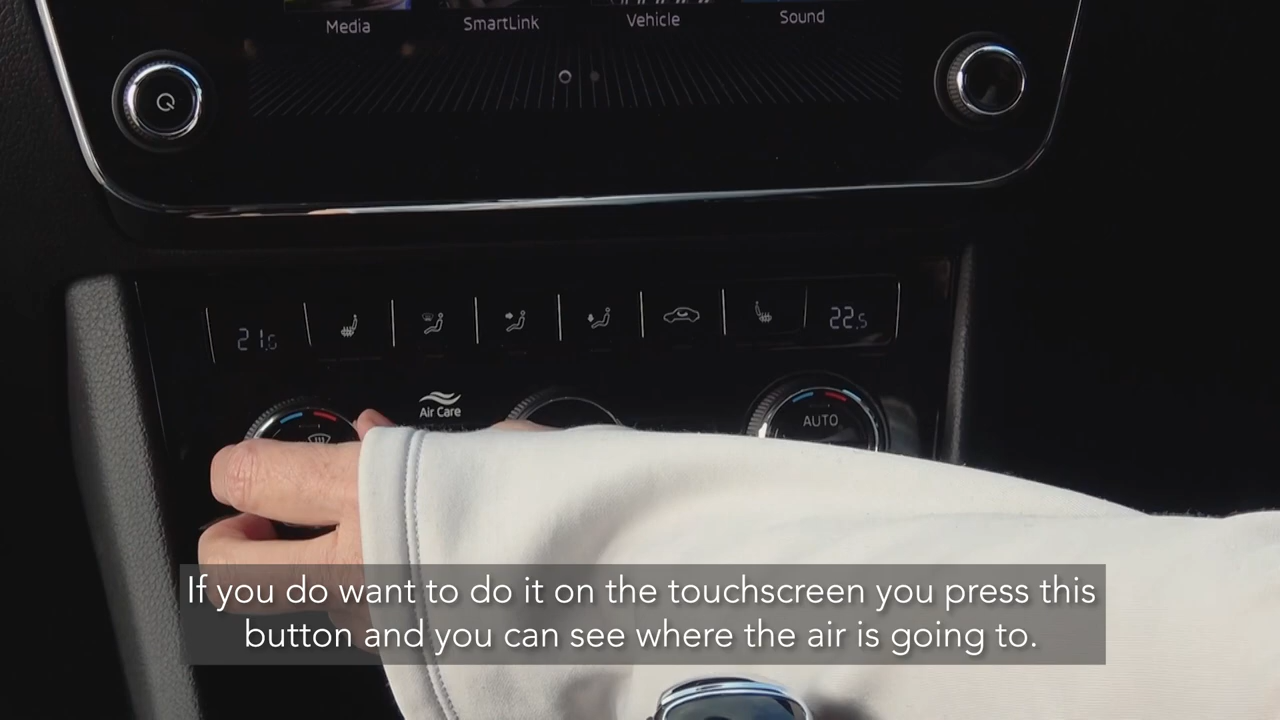 Media SmartLink Vehicle Sound
21.5 22.5
Air Care
AUTO
If you do want to do it on the touchscreen you press this
button and you can see where the air is going to.